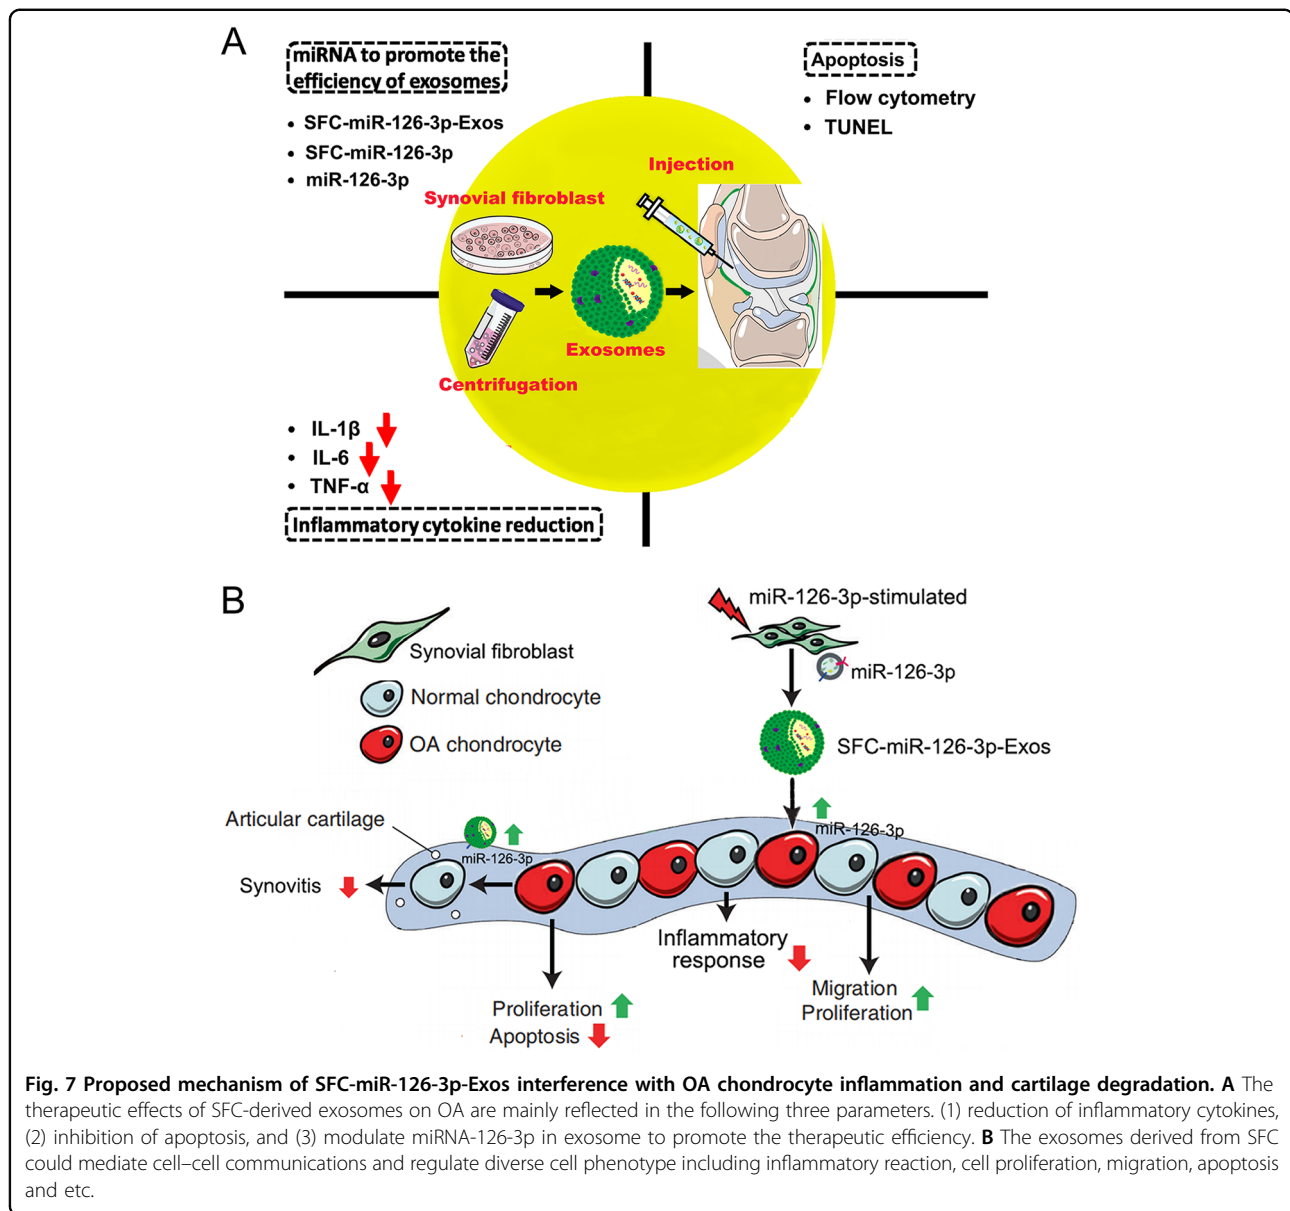 A
miRNA to promote the
efficiency of exosomes
• SFC-miR-126-3p-Exos
• SFC-miR-126-3p
• miR-126-3p
Apoptosis
• Flow cytometry
• TUNEL
Injection
Synovial fibroblast
Exosomes
Centrifugation
• IL-1β
• IL-6
• TNF-α
Inflammatory cytokine reduction
B
Synovial fibroblast
Normal chondrocyte
OA chondrocyte
miR-126-3p-stimulated
miR-126-3p
SFC-miR-126-3p-Exos
miR-126-3p
Articular cartilage
miR-126-3p
Synovitis
Inflammatory
response
Migration
Proliferation
Proliferation
Apoptosis
Fig. 7 Proposed mechanism of SFC-miR-126-3p-Exos interference with OA chondrocyte inflammation and cartilage degradation. A The
therapeutic effects of SFC-derived exosomes on OA are mainly reflected in the following three parameters. (1) reduction of inflammatory cytokines,
(2) inhibition of apoptosis, and (3) modulate miRNA-126-3p in exosome to promote the therapeutic efficiency. B The exosomes derived from SFC
could mediate cell–cell communications and regulate diverse cell phenotype including inflammatory reaction, cell proliferation, migration, apoptosis
and etc.